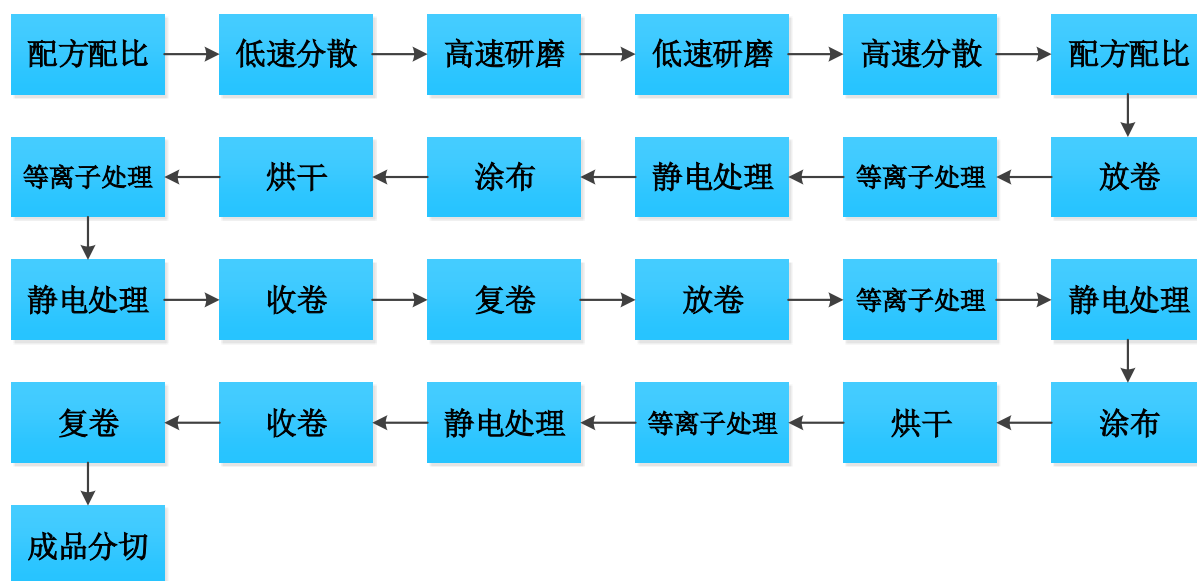 配方配比
低速分散
高速研磨
低速研磨
高速分散
配方配比
放卷
等离子处理
静电处理
涂布
烘干
等离子处理
静电处理
收卷
复卷
放卷
等离子处理
静电处理
涂布
烘干
等离子处理
静电处理
收卷
复卷
成品分切